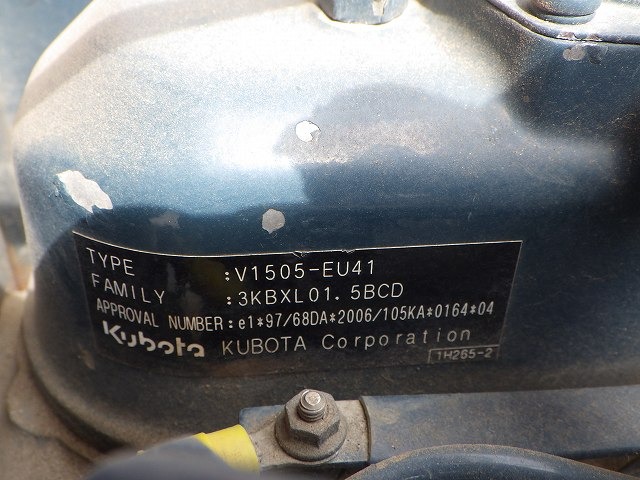 TYPE :V1505-EU41
FAMILY :3KBXL01.5BCD
APPROVAL NUMBER:e1*97/68DA*2006/105KA*0164*04
Kubota KUBOTA Corporation
1H265-2